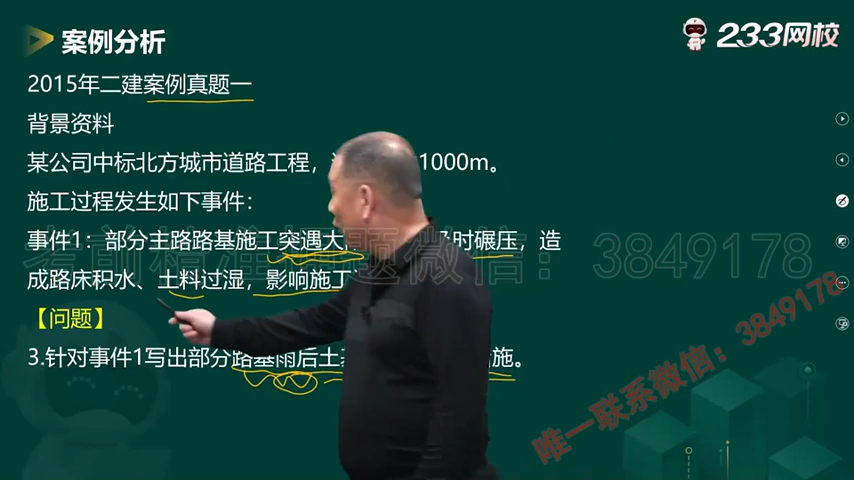 案例分析
233网校
2015年二建案例真题一
背景资料
某公司中标北方城市道路工程，1000m。
施工过程发生如下事件：
事件1：部分主路路基施工突遇大时碾压，造
成路床积水、土料过湿，影响施工
【问题】
3.针对事件1写出部分路基雨后土施。
微信：3849178
唯一联系微信：3849178